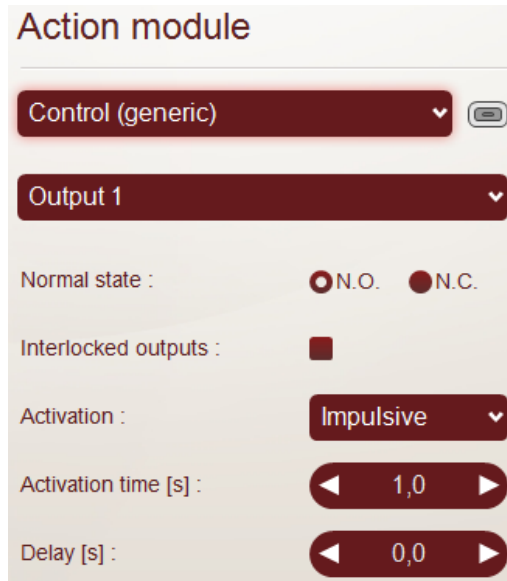 Action module
Control (generic)
Output 1
Normal state : N.O. N.C.
Interlocked outputs :
Activation : Impulsive
Activation time [s] : 1,0
Delay [s] : 0,0